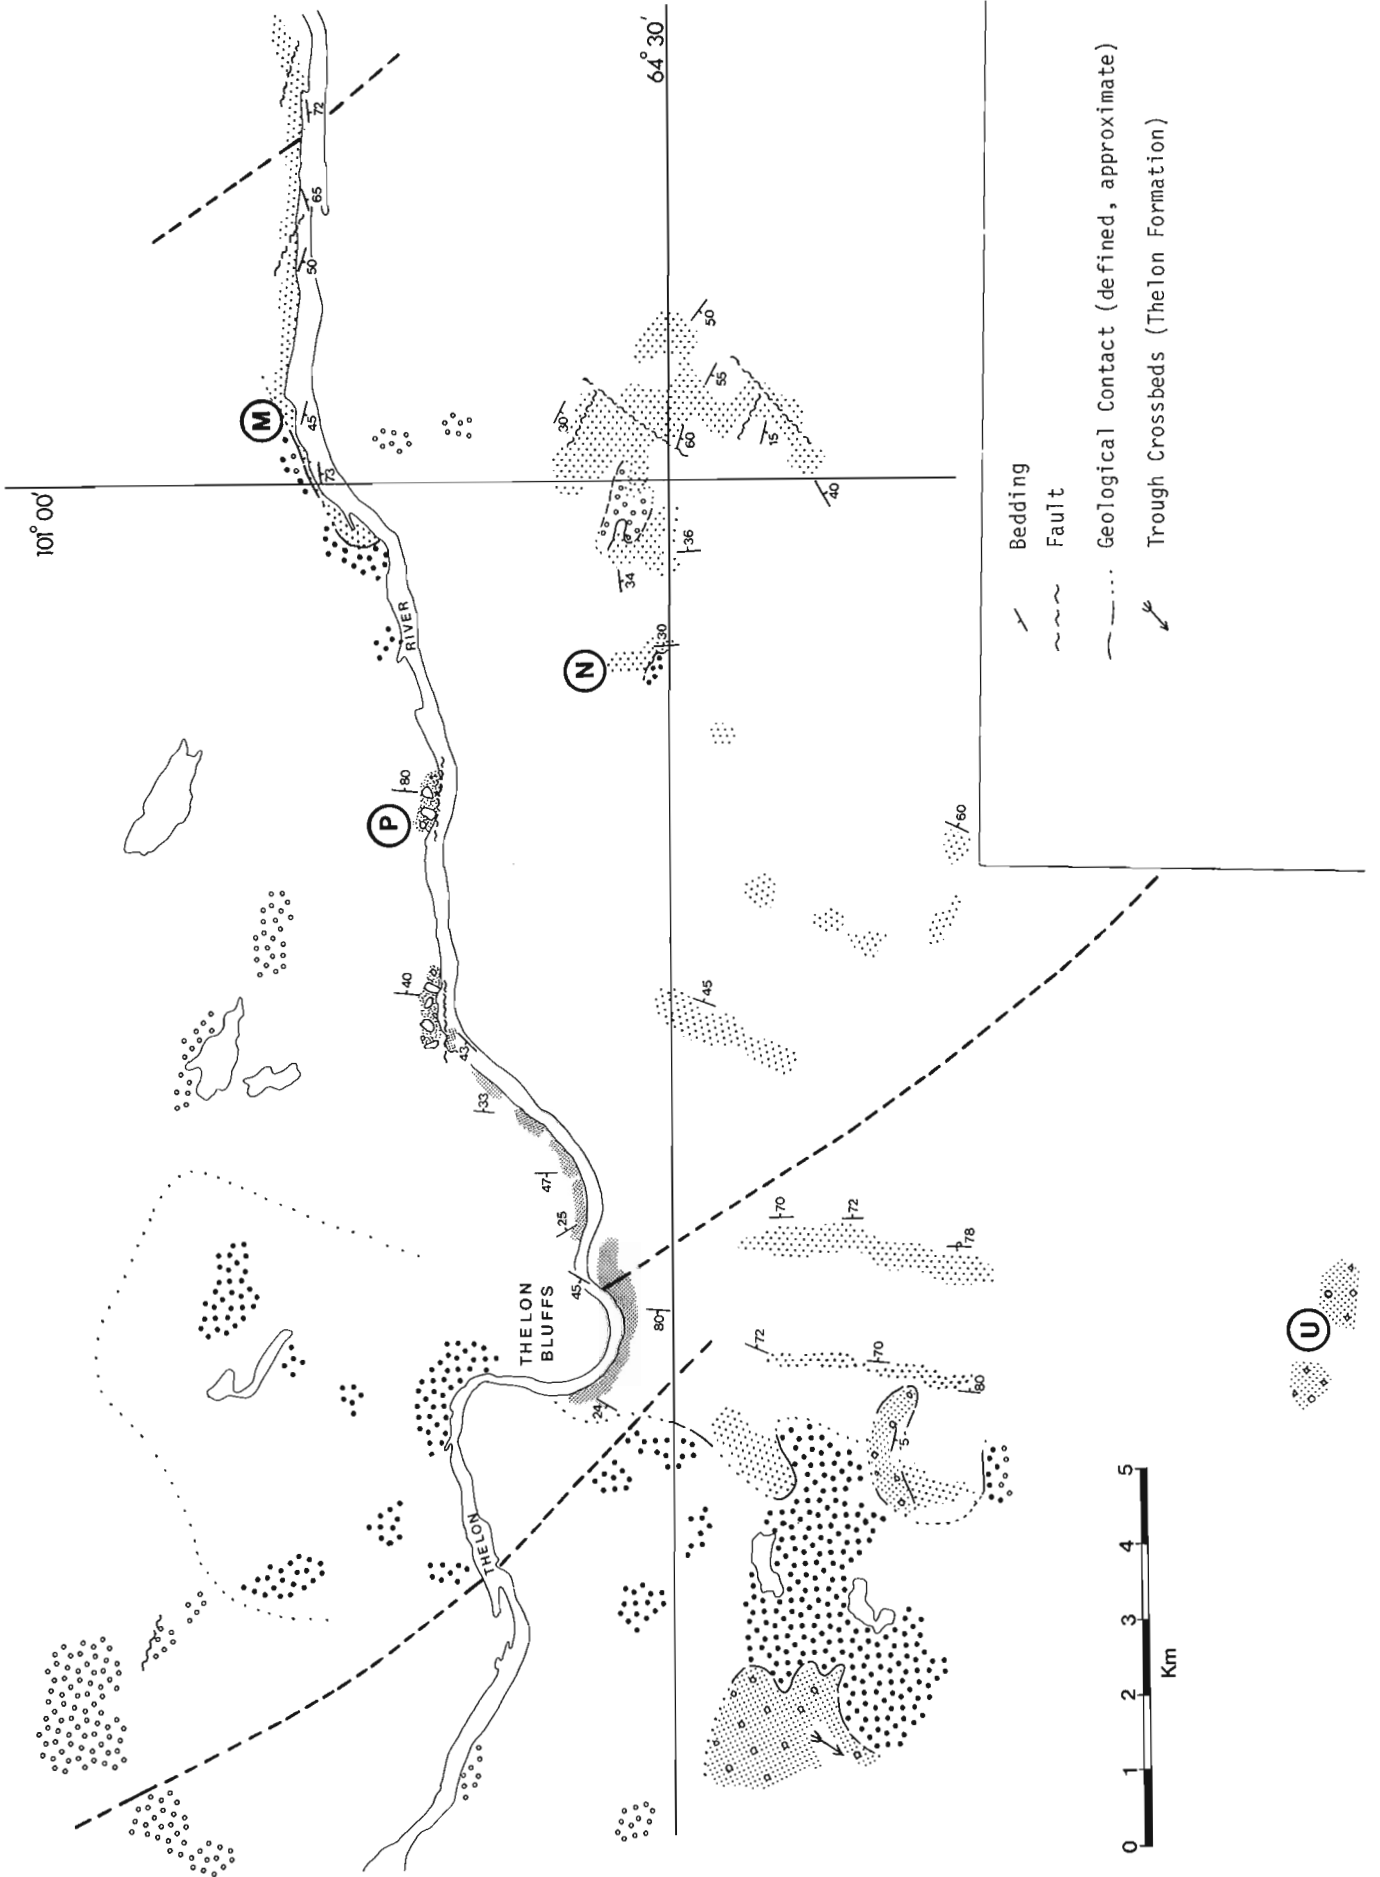 101° 00'
64° 30'
M
72
65
50
45
73
RIVER
P
80
40
43
33
47
25
45
THELON
BLUFFS
80
24
THELON
N
30
34
36
30
60
15
55
50
40
60
45
70
72
78
72
70
80
5
U
Bedding
Fault
Geological Contact (defined, approximate)
Trough Crossbeds (Thelon Formation)
0 1 2 3 4 5
Km